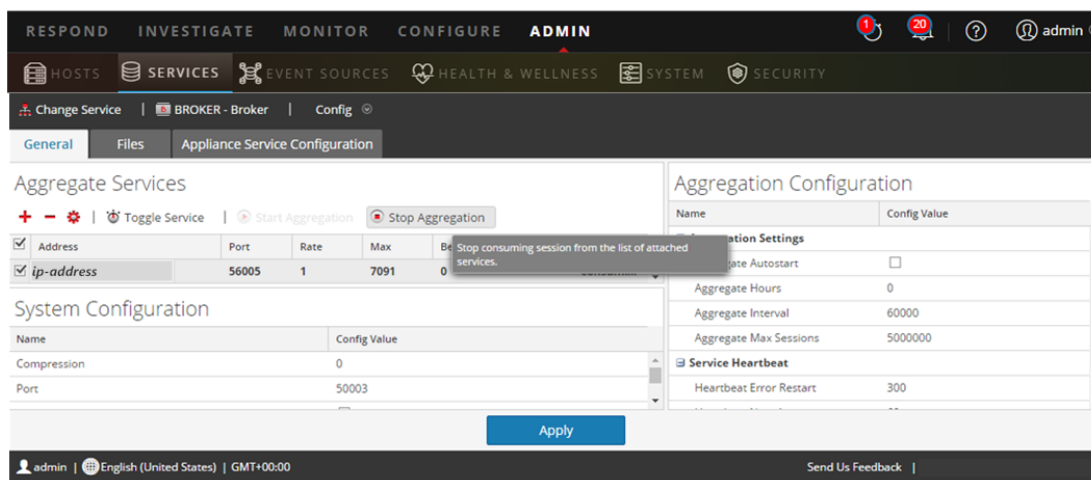 RESPOND INVESTIGATE MONITOR CONFIGURE ADMIN 1 20 admin
HOSTS SERVICES EVENT SOURCES HEALTH & WELLNESS SYSTEM SECURITY
Change Service | BROKER - Broker | Config
General Files Appliance Service Configuration
Aggregate Services
Toggle Service | Start Aggregation Stop Aggregation
Address Port Rate Max
Stop consuming session from the list of attached
services.
ip-address 56005 1 7091 0
System Configuration
Name Config Value
Compression 0
Port 50003
Aggregation Configuration
Name Config Value
Settings
Autostart
Aggregate Hours 0
Aggregate Interval 60000
Aggregate Max Sessions 5000000
Service Heartbeat
Heartbeat Error Restart 300
Apply
admin | English (United States) | GMT+00:00
Send Us Feedback |